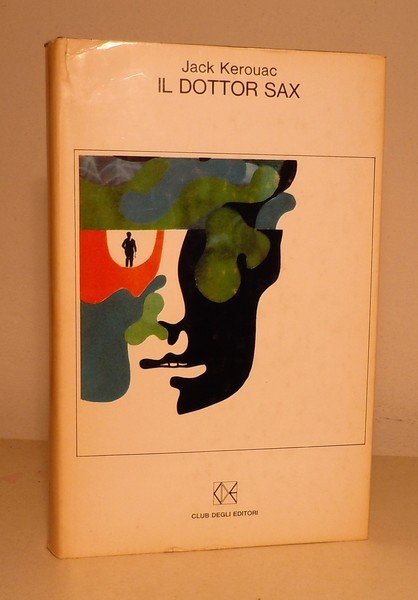 Jack Kerouac
IL DOTTOR SAX
CLUB DEGLI EDITORI